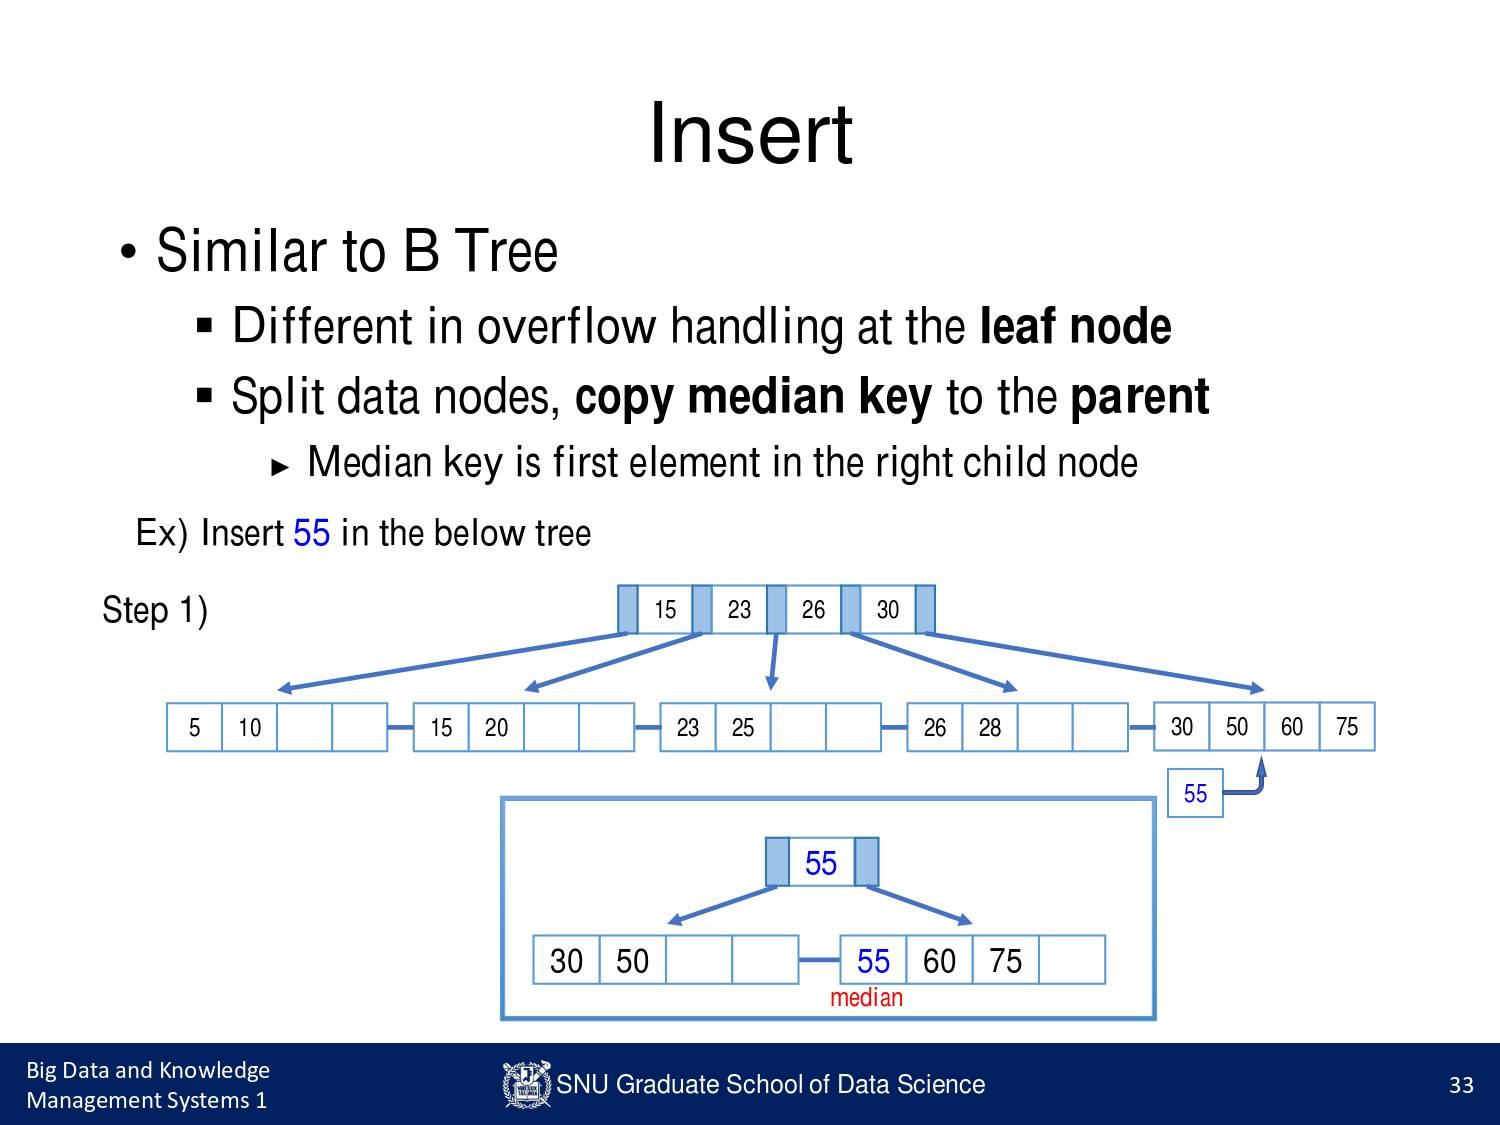 Insert
• Similar to B Tree
▪ Different in overflow handling at the leaf node
▪ Split data nodes, copy median key to the parent
► Median key is first element in the right child node
Ex) Insert 55 in the below tree
Step 1)
15 23 26 30
5 10 15 20 23 25 26 28 30 50 60 75
55
55
30 50 55 60 75
median
Big Data and Knowledge
Management Systems 1
SNU Graduate School of Data Science
33